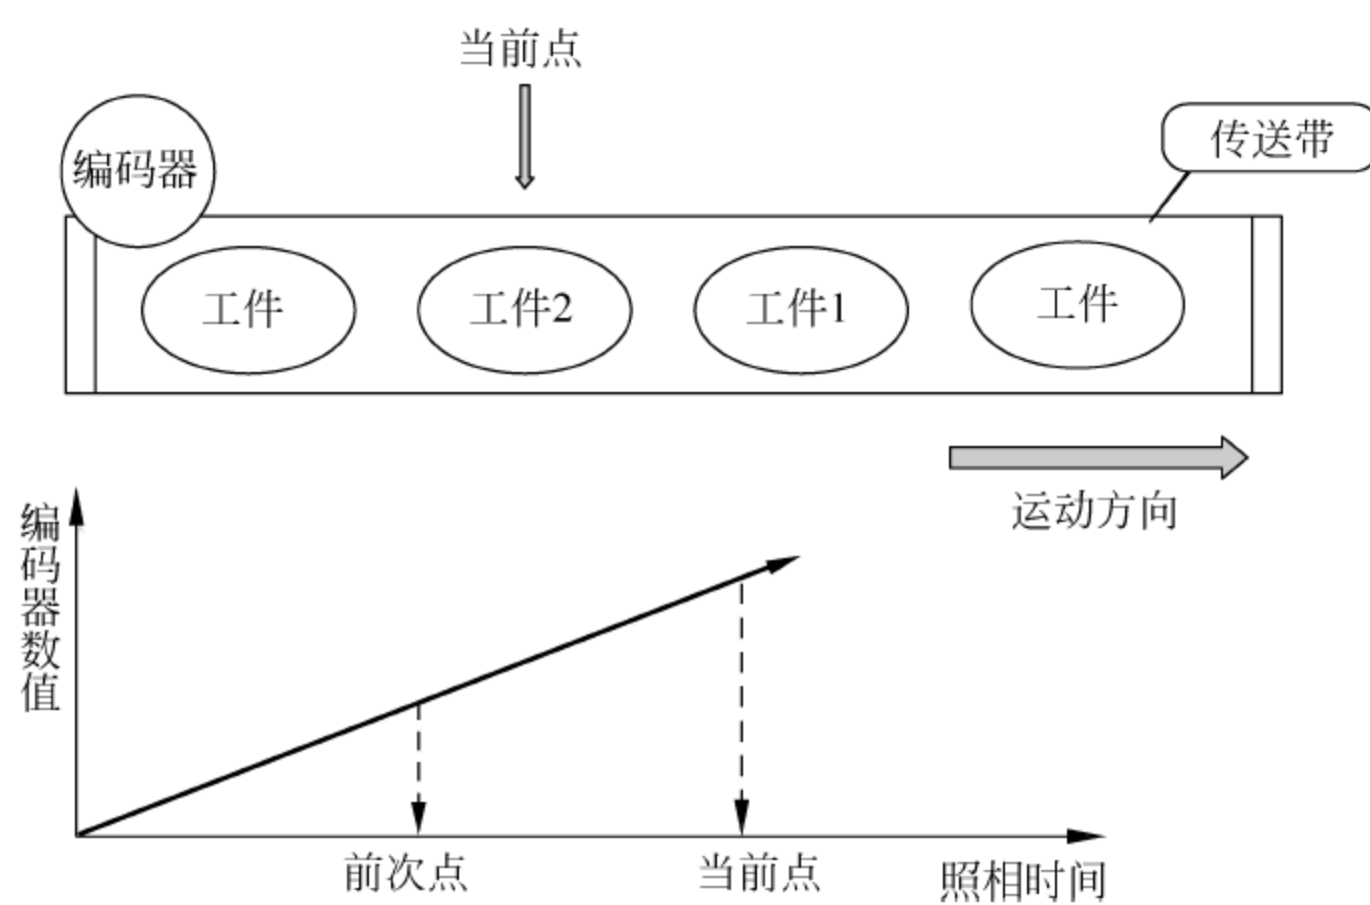 当前点
编码器
传送带
工件
工件2
工件1
工件
运动方向
编码器数值
前次点
当前点
照相时间